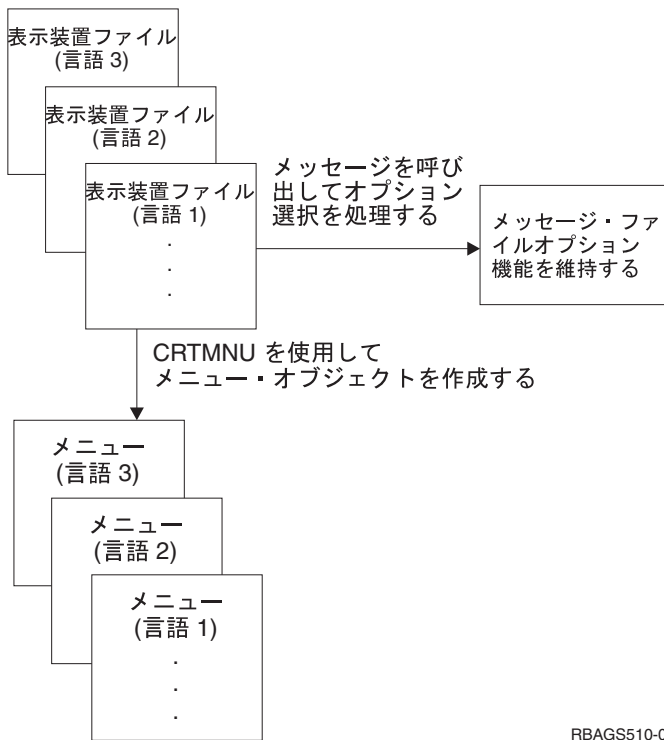 表示装置ファイル
(言語 3)
表示装置ファイル
(言語 2)
表示装置ファイル
(言語 1)
.
.
.
メッセージを呼び
出してオプション
選択を処理する
メッセージ・ファ
イルオプション
機能を維持する
CRTMNU を使用して
メニュー・オブジェクトを作成する
メニュー
(言語 3)
メニュー
(言語 2)
メニュー
(言語 1)
.
.
.
RBAGS510-0